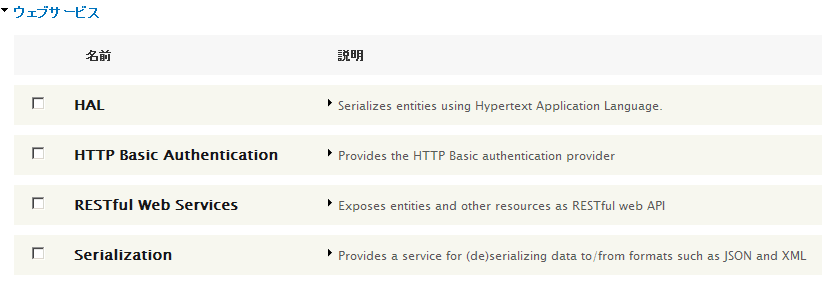 ウェブサービス
名前 説明
HAL Serializes entities using Hypertext Application Language.
HTTP Basic Authentication Provides the HTTP Basic authentication provider
RESTful Web Services Exposes entities and other resources as RESTful web API
Serialization Provides a service for (de)serializing data to/from formats such as JSON and XML